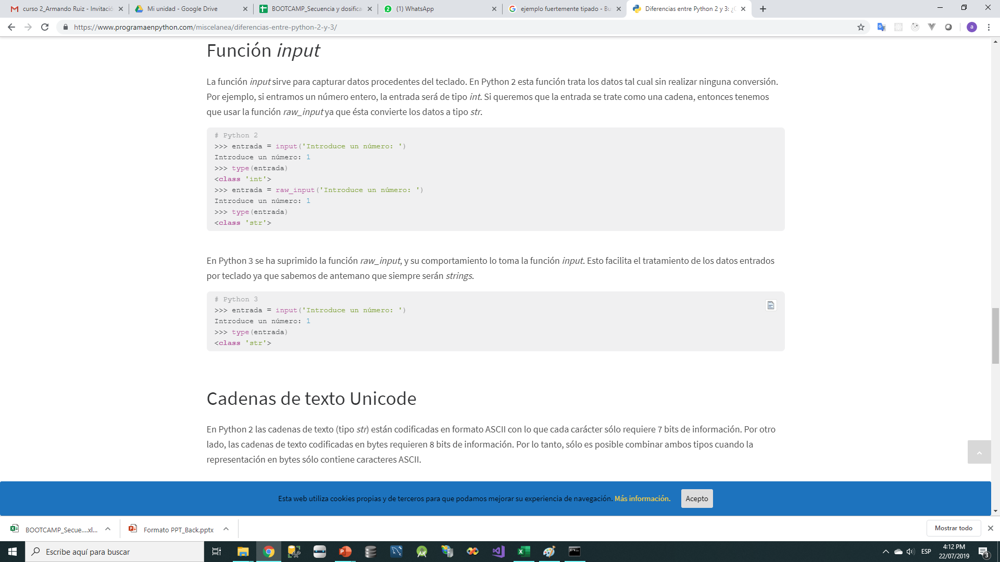 curso 2_Armando Ruiz - Invitació
Mi unidad - Google Drive
BOOTCAMP_Secuencia y dosifica
(1) WhatsApp
ejemplo fuertemente tipado - Bu
Diferencias entre Python 2 y 3: ¿C
https://www.programaenpython.com/miscelanea/diferencias-entre-python-2-y-3/
a
Función input
La función input sirve para capturar datos procedentes del teclado. En Python 2 esta función trata los datos tal cual sin realizar ninguna conversión.
Por ejemplo, si entramos un número entero, la entrada será de tipo int. Si queremos que la entrada se trate como una cadena, entonces tenemos
que usar la función raw_input ya que ésta convierte los datos a tipo str.
# Python 2
>>> entrada = input('Introduce un número: ')
Introduce un número: 1
>>> type(entrada)
<class 'int'>
>>> entrada = raw_input('Introduce un número: ')
Introduce un número: 1
>>> type(entrada)
<class 'str'>
En Python 3 se ha suprimido la función raw_input, y su comportamiento lo toma la función input. Esto facilita el tratamiento de los datos entrados
por teclado ya que sabemos de antemano que siempre serán strings.
# Python 3
>>> entrada = input('Introduce un número: ')
Introduce un número: 1
>>> type(entrada)
<class 'str'>
Cadenas de texto Unicode
En Python 2 las cadenas de texto (tipo str) están codificadas en formato ASCII con lo que cada carácter sólo requiere 7 bits de información. Por otro
lado, las cadenas de texto codificadas en bytes requieren 8 bits de información. Por lo tanto, sólo es posible combinar ambos tipos cuando la
representación en bytes sólo contiene caracteres ASCII.
Esta web utiliza cookies propias y de terceros para que podamos mejorar su experiencia de navegación. Más información.
Acepto
BOOTCAMP_Secue....xl...
Formato PPT_Back.pptx
Mostrar todo
Escribe aquí para buscar
ESP
4:12 PM
22/07/2019
3